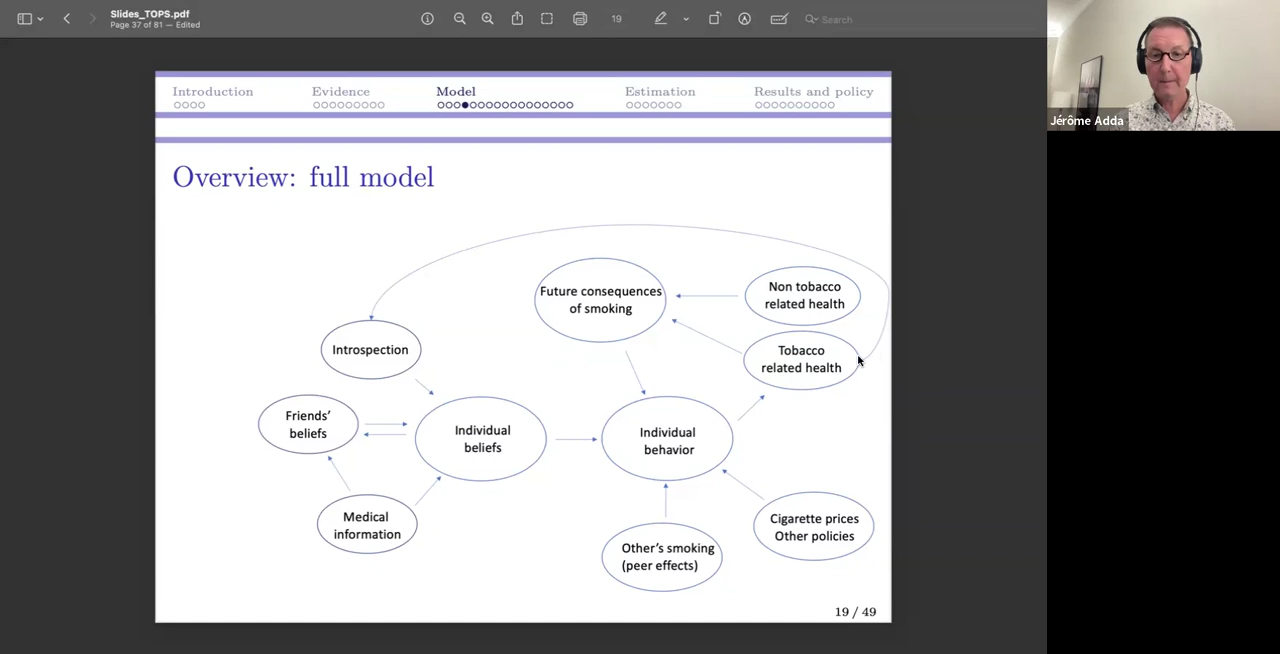 Slides_TOPS.pdf
Page 37 of 81 — Edited
19
Search
Jérôme Adda
Introduction
Evidence
Model
Estimation
Results and policy
Overview: full model
Future consequences
of smoking
Non tobacco
related health
Tobacco
related health
Introspection
Friends'
beliefs
Individual
beliefs
Individual
behavior
Medical
information
Other's smoking
(peer effects)
Cigarette prices
Other policies
19 / 49